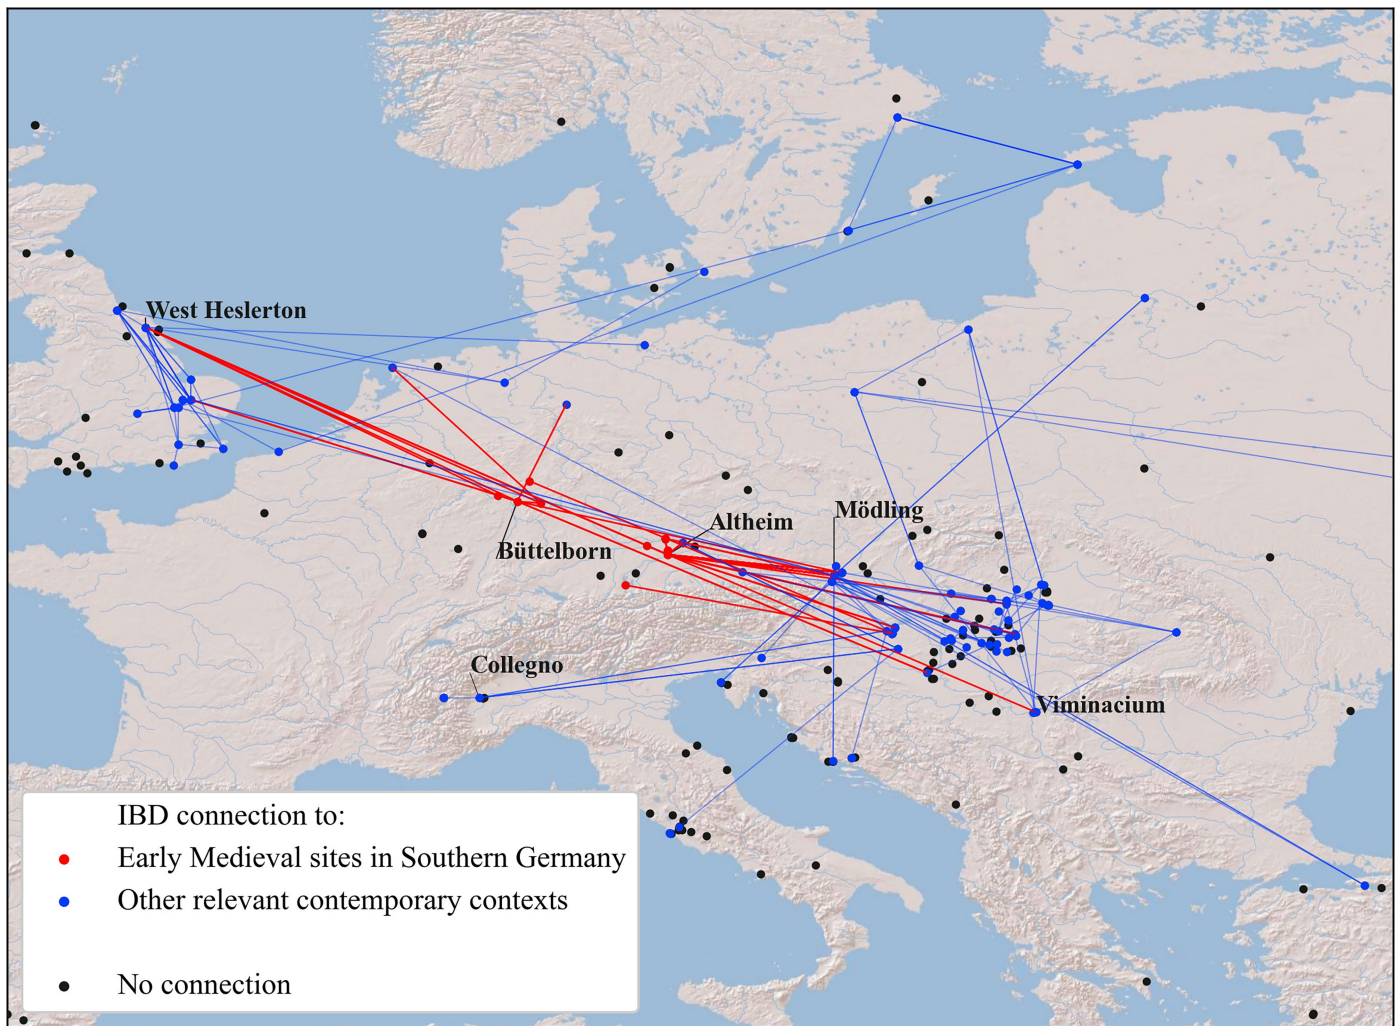 West Heslerton
Mödling
Altheim
Büttelborn
Collegno
Viminacium
IBD connection to:
Early Medieval sites in Southern Germany
Other relevant contemporary contexts
No connection